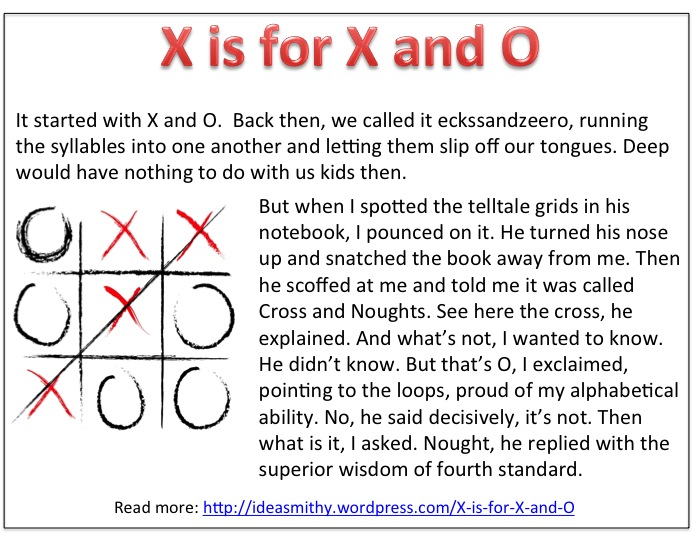 X is for X and O
It started with X and O.  Back then, we called it eckssandzeero, running
the syllables into one another and letting them slip off our tongues. Deep
would have nothing to do with us kids then.
But when I spotted the telltale grids in his
notebook, I pounced on it. He turned his nose
up and snatched the book away from me. Then
he scoffed at me and told me it was called
Cross and Noughts. See here the cross, he
explained. And what’s not, I wanted to know.
He didn’t know. But that’s O, I exclaimed,
pointing to the loops, proud of my alphabetical
ability. No, he said decisively, it’s not. Then
what is it, I asked. Nought, he replied with the
superior wisdom of fourth standard.
O X X
O X O
X O O
Read more: http://ideasmithy.wordpress.com/X-is-for-X-and-O